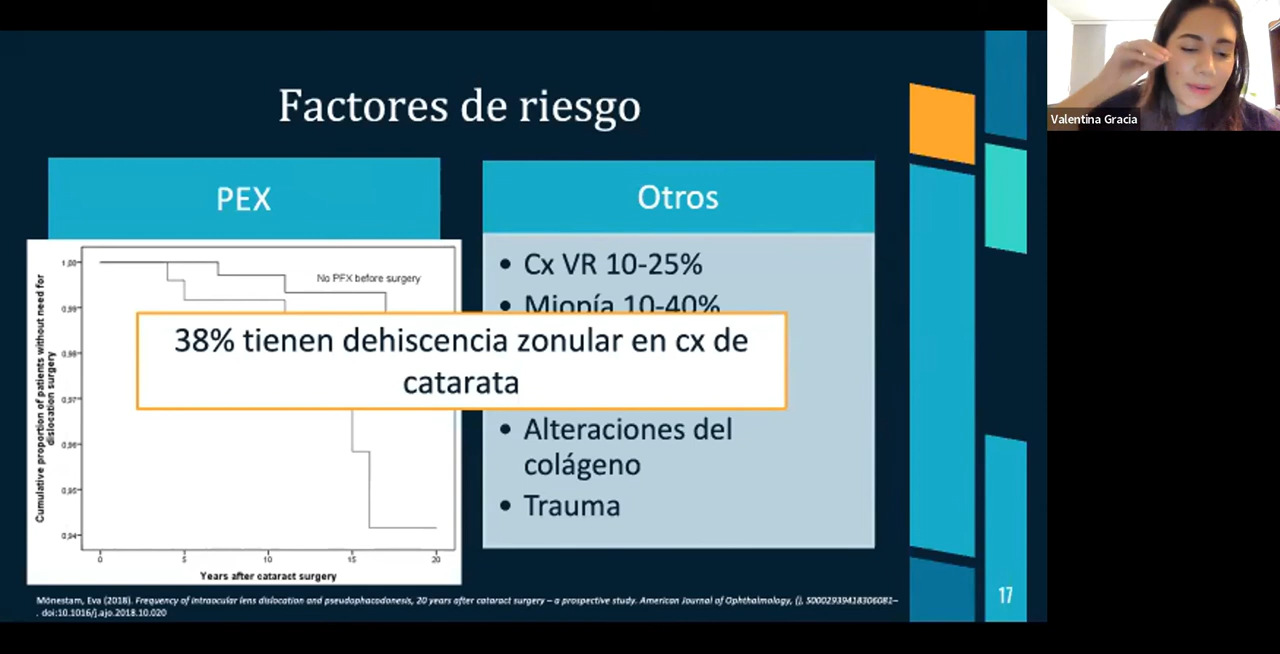 Valentina Gracia
Factores de riesgo
PEX
Otros
1,00
0,99
0,98
0,97
0,96
0,95
0,94
Cumulative proportion of patients without need for
dislocation surgery
No PEX before surgery
0
5
10
15
20
Years after cataract surgery
• Cx VR 10-25%
• Miopía 10-40%
38% tienen dehiscencia zonular en cx de
catarata
• Alteraciones del
colágeno
• Trauma
Mönestam, Eva (2018). Frequency of intraocular lens dislocation and pseudophacodonesis, 20 years after cataract surgery – a prospective study. American Journal of Ophthalmology, (), S0002939418306081–
. doi:10.1016/j.ajo.2018.10.020
17